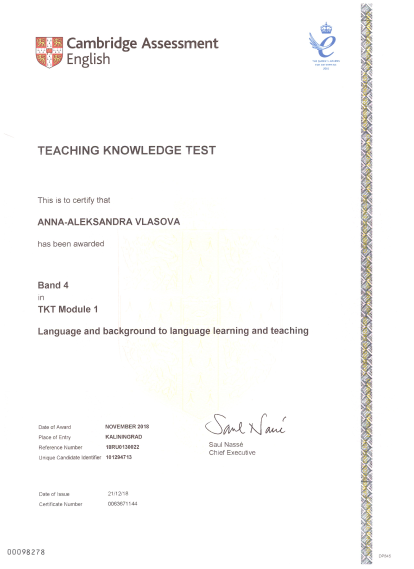 Cambridge Assessment
English
TEACHING KNOWLEDGE TEST
This is to certify that
ANNA-ALEKSANDRA VLASOVA
has been awarded
Band 4
in
TKT Module 1
Language and background to language learning and teaching
Date of Award NOVEMBER 2018
Place of Entry KALININGRAD
Reference Number
Unique Candidate Identifier 101294713
Saul Nassé
Saul Nassé
Chief Executive
Date of Issue 21/12/18
Certificate Number 0063671144
00098278